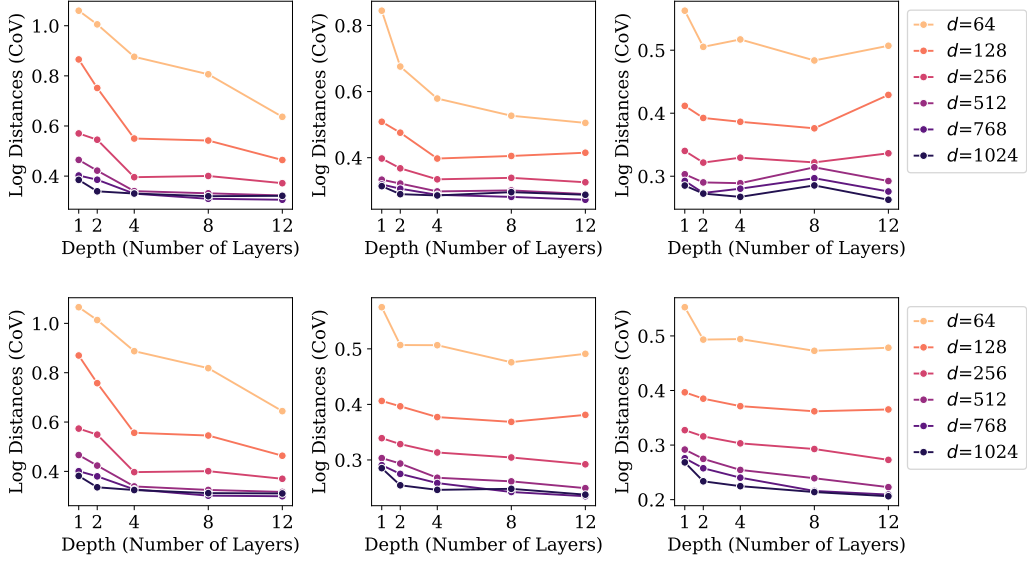 1.0
0.8
0.6
0.4
Log Distances (CoV)
1 2 4 8 12
Depth (Number of Layers)
0.8
0.6
0.4
Log Distances (CoV)
1 2 4 8 12
Depth (Number of Layers)
0.5
0.4
0.3
Log Distances (CoV)
1 2 4 8 12
Depth (Number of Layers)
d=64
d=128
d=256
d=512
d=768
d=1024
1.0
0.8
0.6
0.4
Log Distances (CoV)
1 2 4 8 12
Depth (Number of Layers)
0.5
0.4
0.3
Log Distances (CoV)
1 2 4 8 12
Depth (Number of Layers)
0.5
0.4
0.3
0.2
Log Distances (CoV)
1 2 4 8 12
Depth (Number of Layers)
d=64
d=128
d=256
d=512
d=768
d=1024